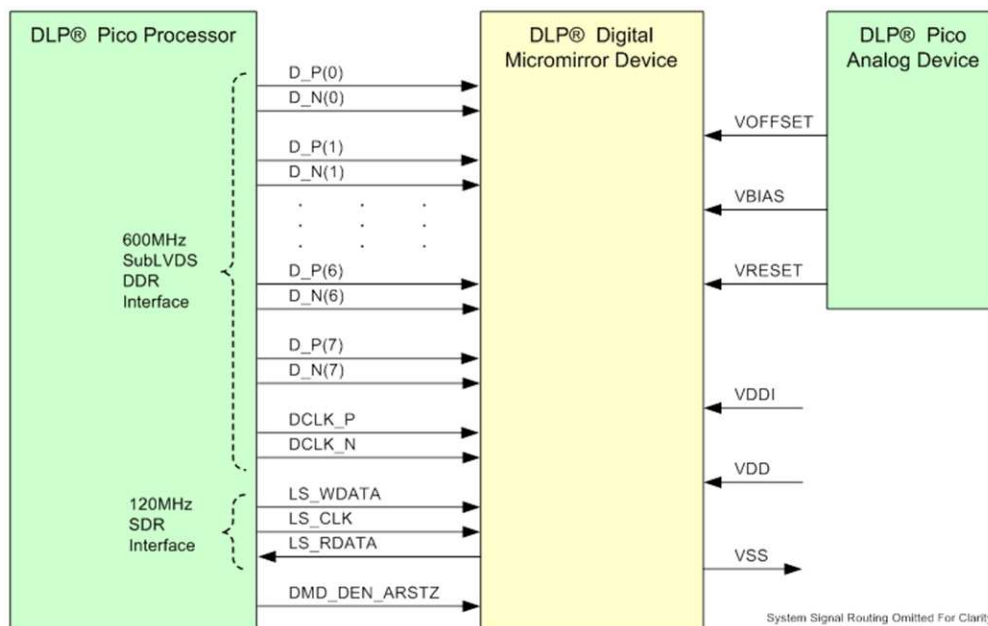 DLP® Pico Processor
DLP® Digital
Micromirror Device
DLP® Pico
Analog Device
D_P(0)
D_N(0)
D_P(1)
D_N(1)
. . .
. . .
. . .
D_P(6)
D_N(6)
D_P(7)
D_N(7)
DCLK_P
DCLK_N
600MHz
SubLVDS
DDR
Interface
LS_WDATA
LS_CLK
LS_RDATA
120MHz
SDR
Interface
DMD_DEN_ARSTZ
VOFFSET
VBIAS
VRESET
VDDI
VDD
VSS
System Signal Routing Omitted For Clarity